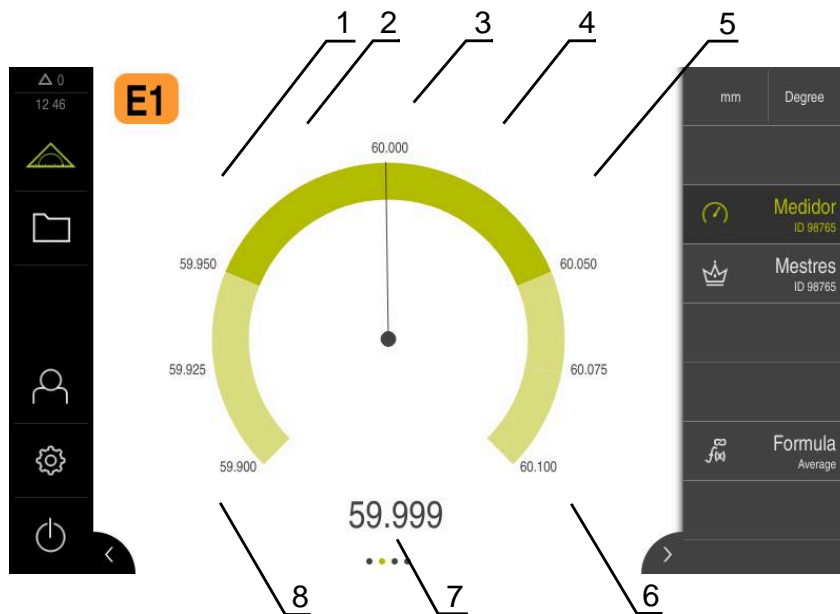 1 2 3 4 5
0
12 46
E1
mm Degree
60.000
Medidor
ID 98765
59.950
60.050
Mestres
ID 98765
59.925
60.075
Formula
Average
f(x)
59.900
60.100
59.999
8 7 6